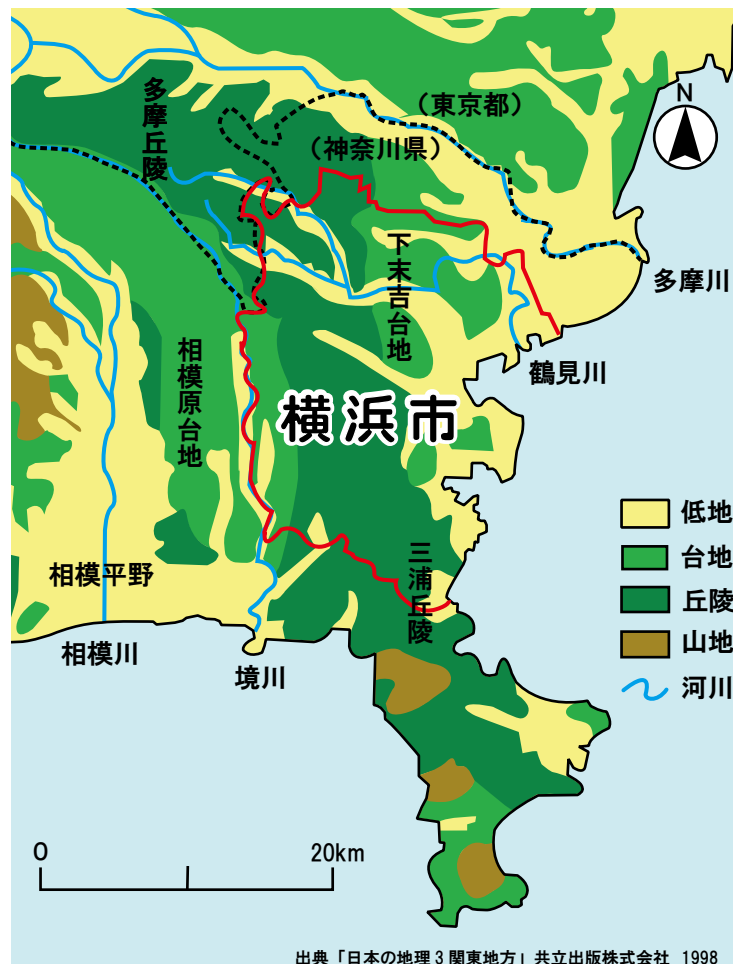 N
（東京都）
（神奈川県）
多摩丘陵
下末吉台地
多摩川
鶴見川
相模原台地
横浜市
低地
台地
丘陵
山地
河川
三浦丘陵
相模平野
相模川
境川
0
20km
出典「日本の地理3関東地方」共立出版株式会社 1998